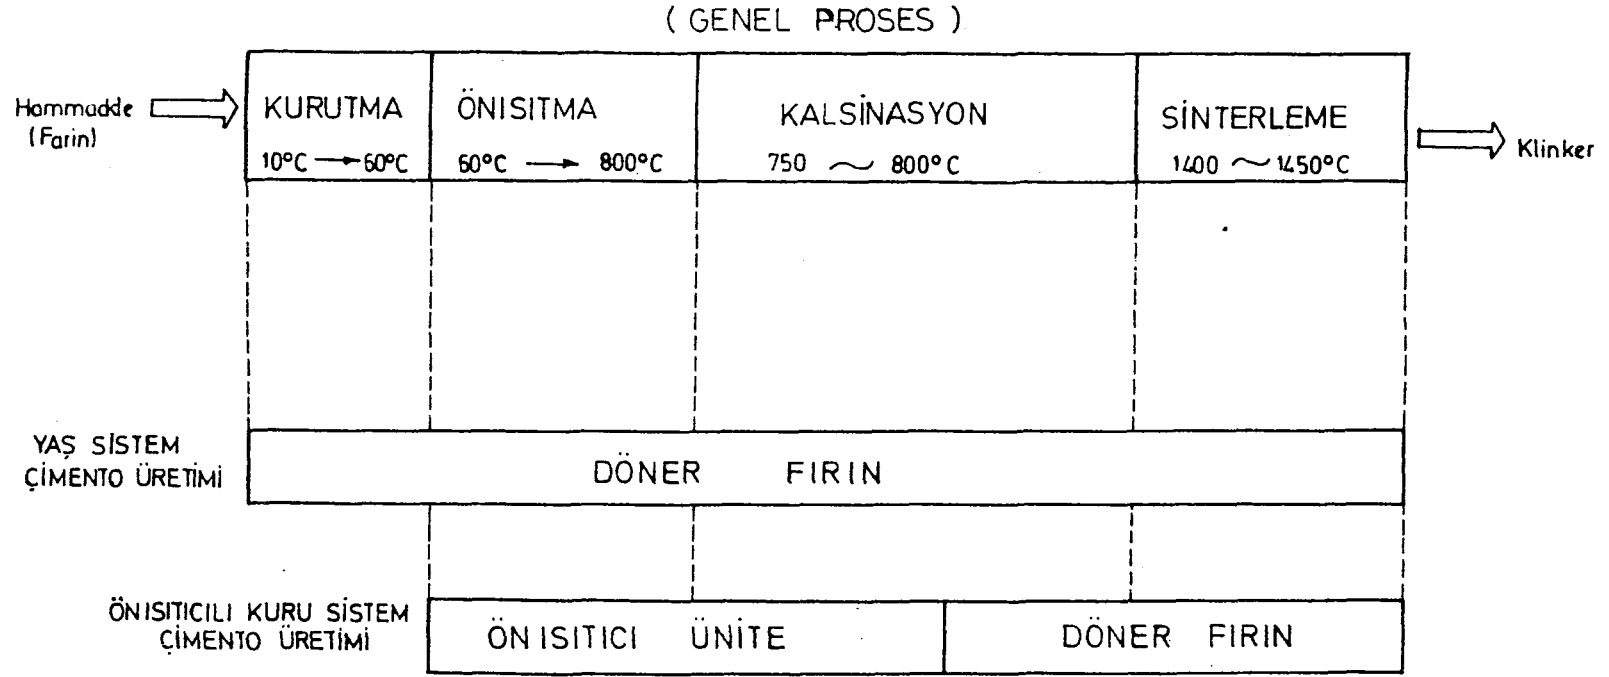 ( GENEL PROSES )
Hammadde
(Farin)
KURUTMA
10°C → 60°C
ÖNISITMA
60°C → 800°C
KALSİNASYON
750 ~ 800°C
SİNTERLEME
1400 ~ 1450°C
Klinker
YAŞ SİSTEM
ÇİMENTO ÜRETİMİ
DÖNER FIRIN
ÖNISITICILI KURU SİSTEM
ÇİMENTO ÜRETİMİ
ÖNISITICI ÜNİTE
DÖNER FIRIN